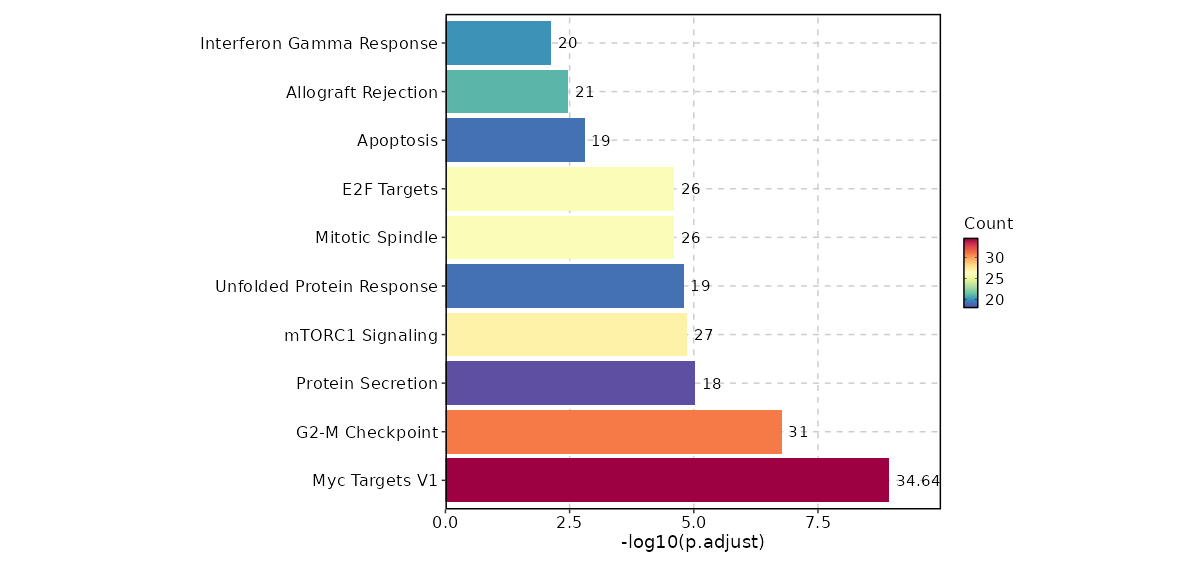 Interferon Gamma Response 20
Allograft Rejection 21
Apoptosis 19
E2F Targets 26
Mitotic Spindle 26
Unfolded Protein Response 19
mTORC1 Signaling 27
Protein Secretion 18
G2-M Checkpoint 31
Myc Targets V1 34.64
0.0 2.5 5.0 7.5
-log10(p.adjust)
Count
30
25
20